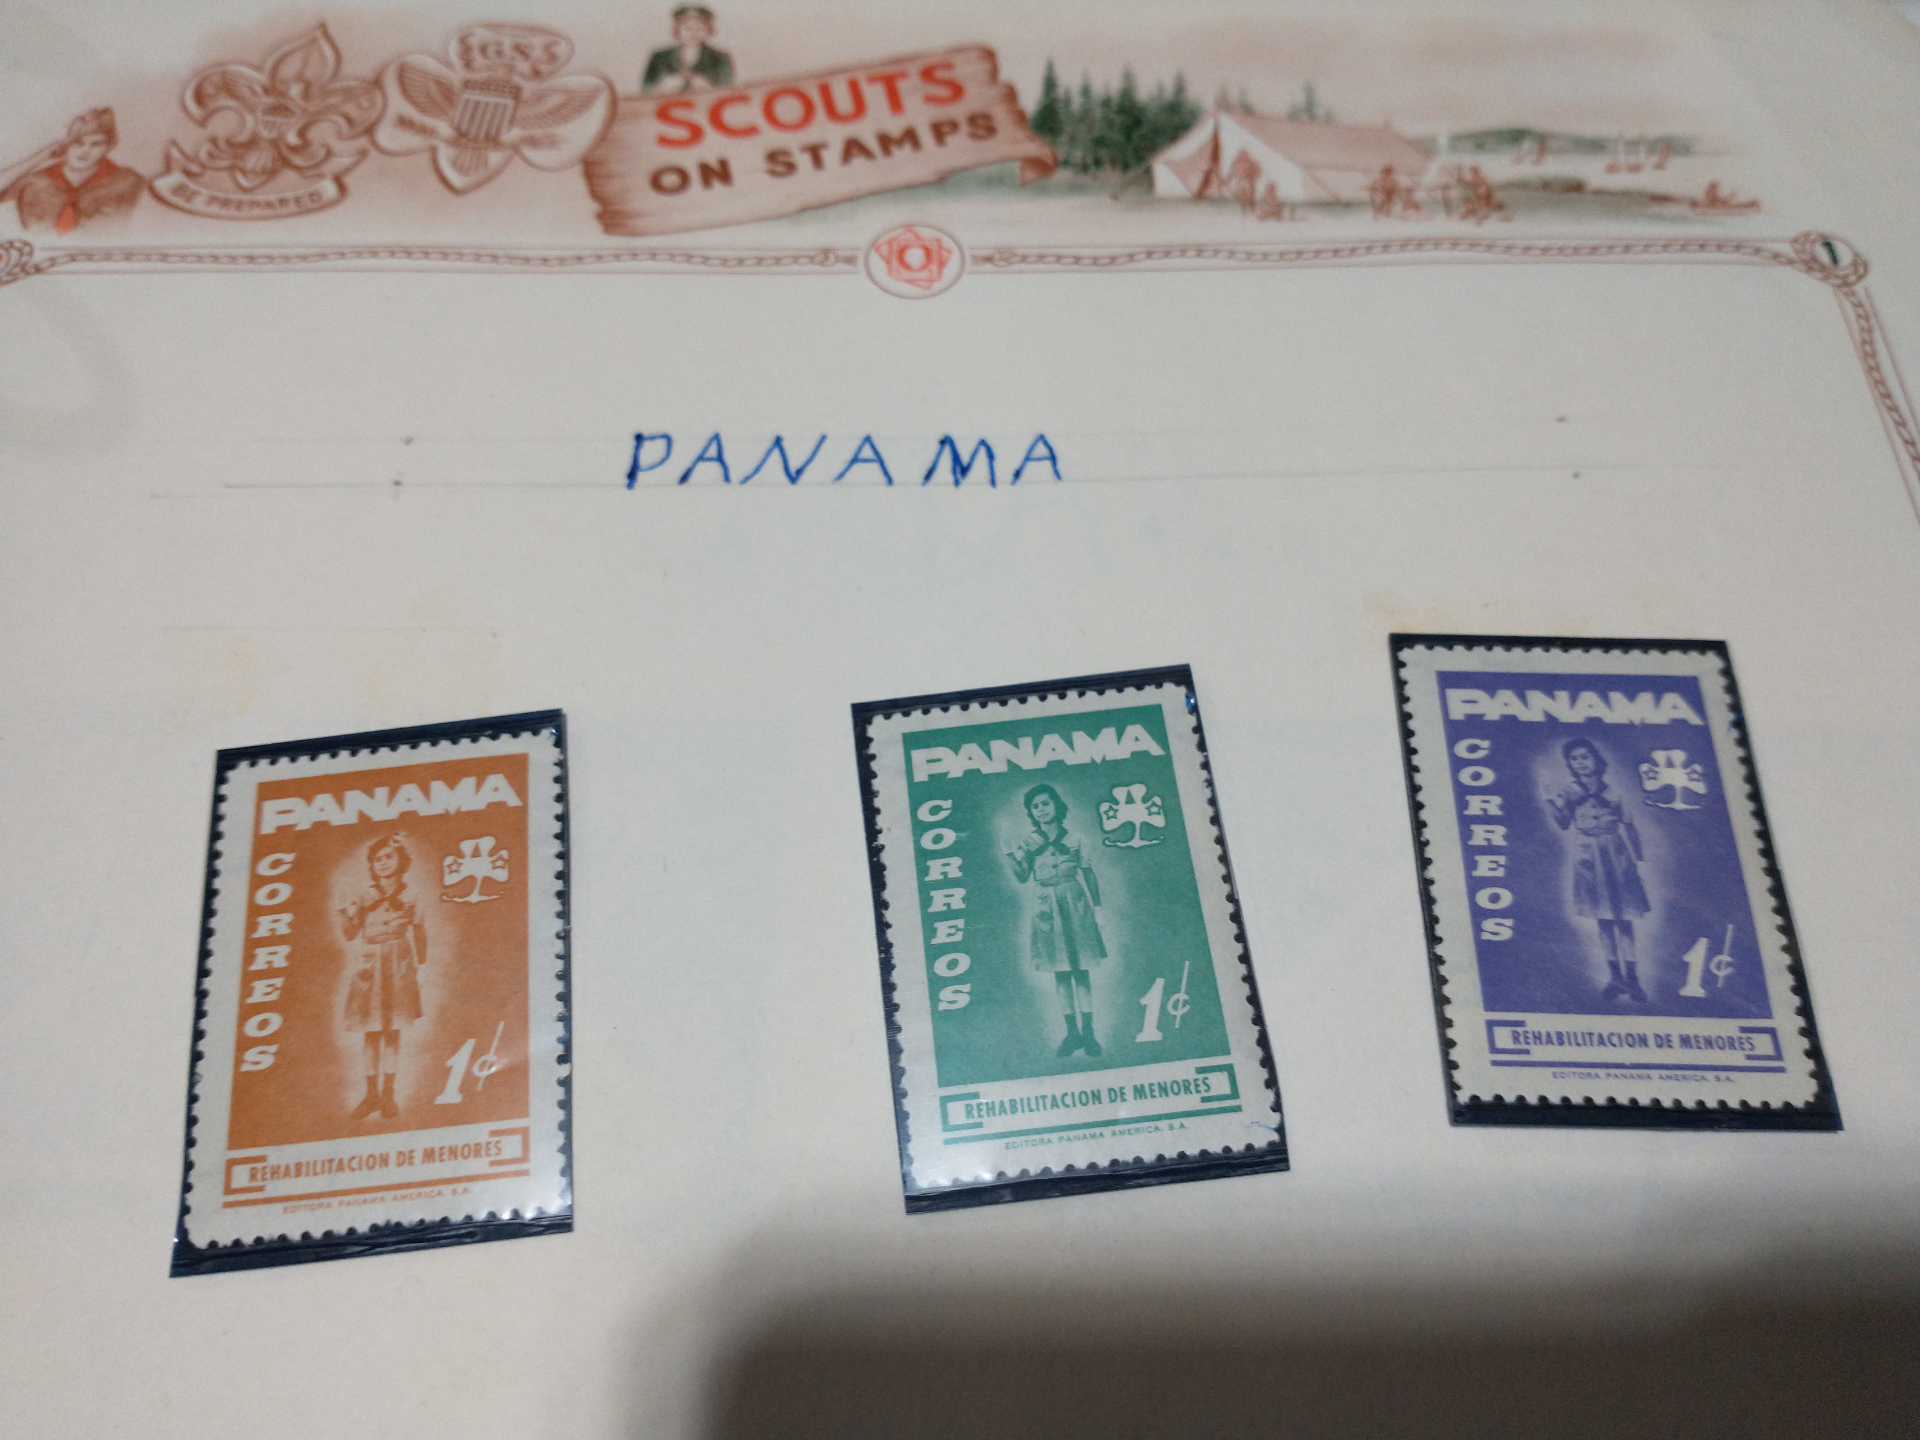 GSS
BE PREPARED
SCOUTS
ON STAMPS
1
PANAMA
PANAMA
CORREOS
1¢
REHABILITACION DE MENORES
EDITORA PANAMA AMERICA, S.A.
PANAMA
CORREOS
1¢
REHABILITACION DE MENORES
EDITORA PANAMA AMERICA, S.A.
PANAMA
CORREOS
1¢
REHABILITACION DE MENORES
EDITORA PANAMA AMERICA, S.A.